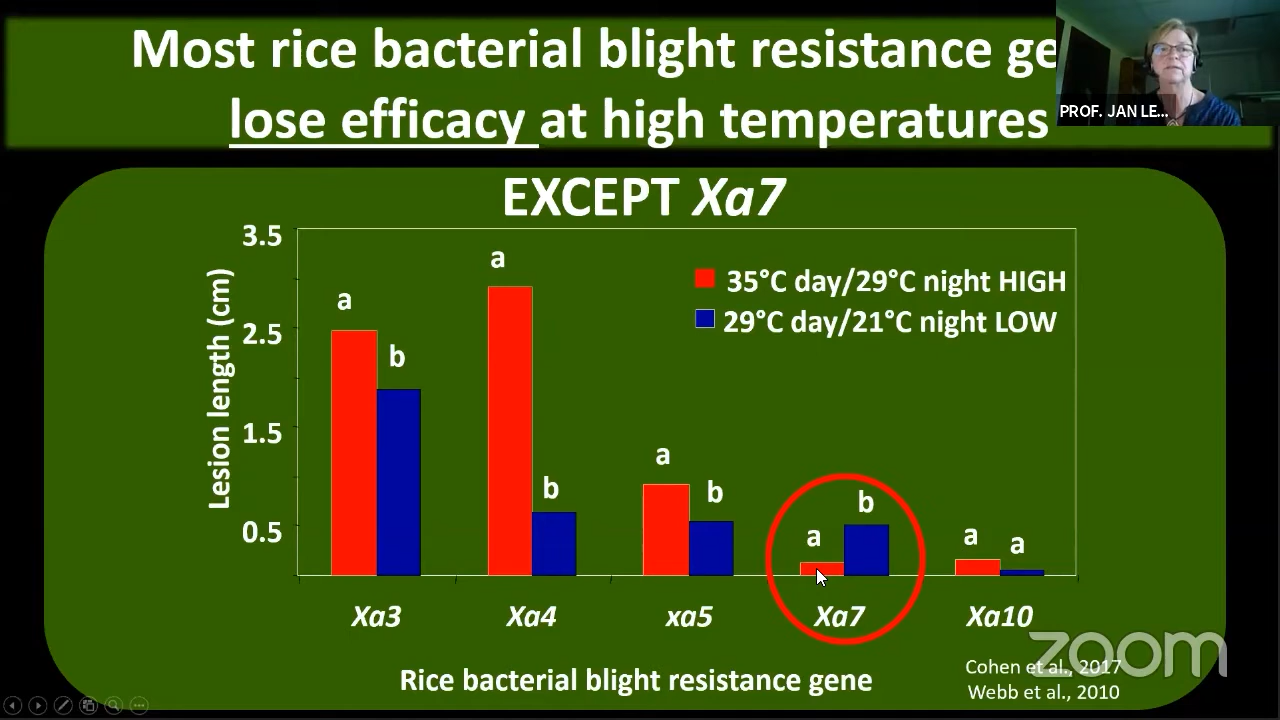 Most rice bacterial blight resistance ge
lose efficacy at high temperatures
PROF. JAN LE...
EXCEPT Xa7
3.5
2.5
1.5
0.5
Lesion length (cm)
35°C day/29°C night HIGH
29°C day/21°C night LOW
a
b
a
b
a
b
a
b
a
a
Xa3
Xa4
xa5
Xa7
Xa10
Rice bacterial blight resistance gene
Cohen et al., 2017
Webb et al., 2010
zoom